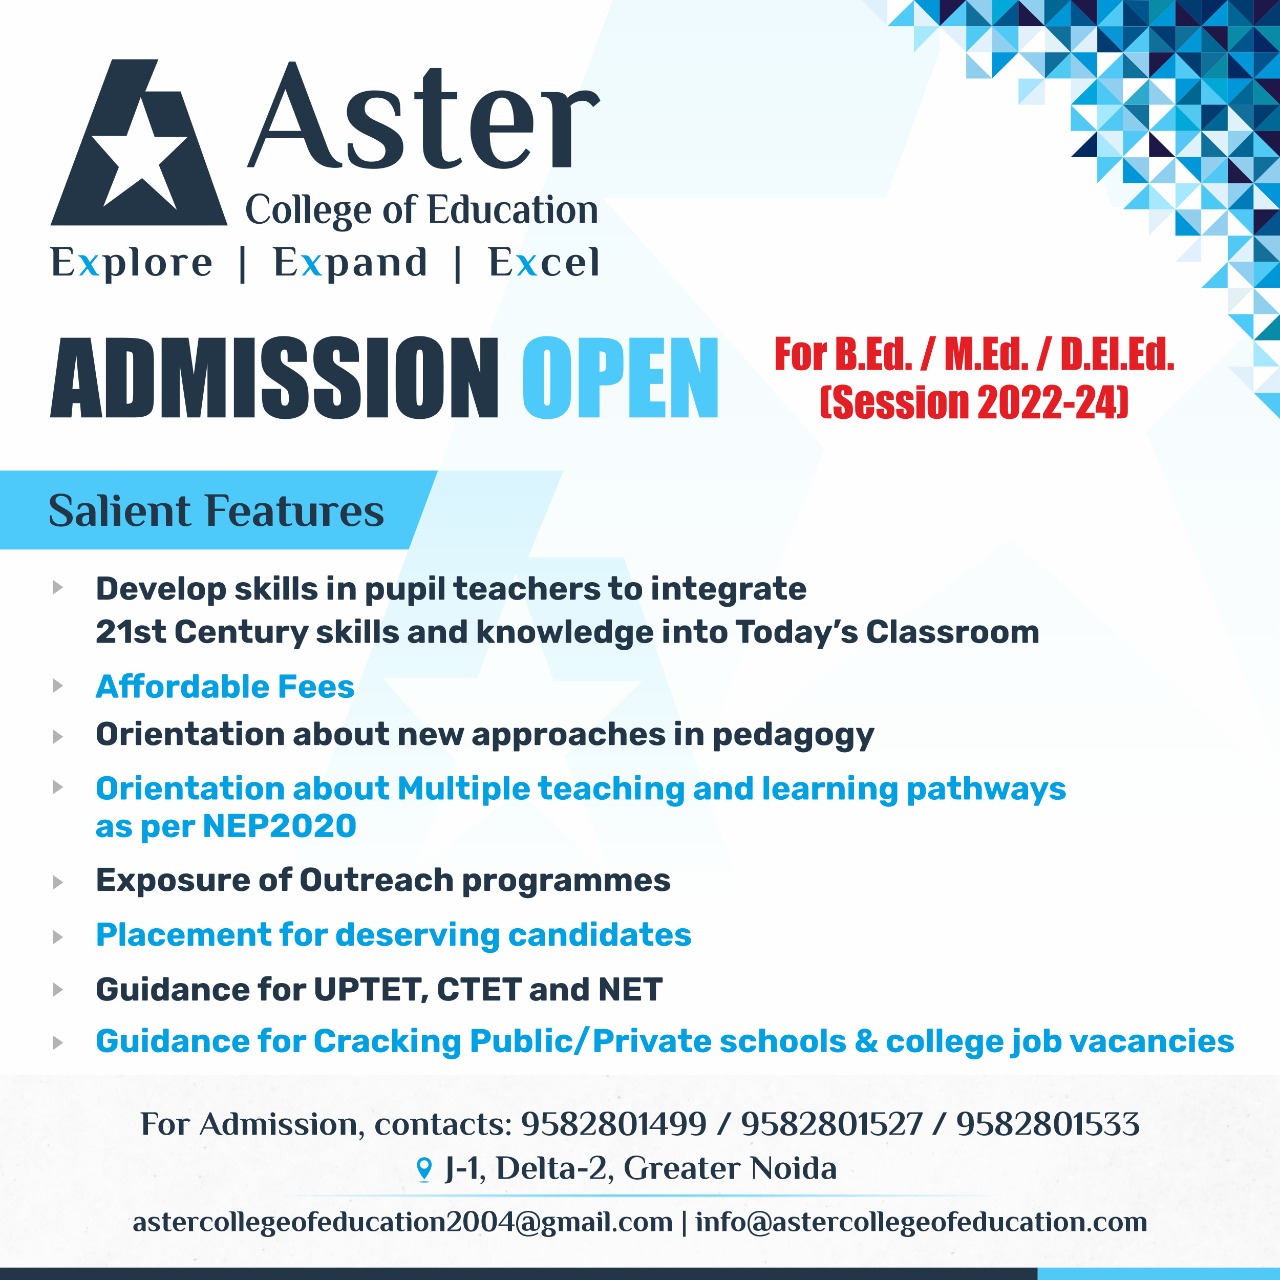 Aster
College of Education
Explore | Expand | Excel
ADMISSION OPEN
For B.Ed. / M.Ed. / D.El.Ed.
(Session 2022-24)
Salient Features
Develop skills in pupil teachers to integrate
21st Century skills and knowledge into Today’s Classroom
Affordable Fees
Orientation about new approaches in pedagogy
Orientation about Multiple teaching and learning pathways
as per NEP2020
Exposure of Outreach programmes
Placement for deserving candidates
Guidance for UPTET, CTET and NET
Guidance for Cracking Public/Private schools & college job vacancies
For Admission, contacts: 9582801499 / 9582801527 / 9582801533
J-1, Delta-2, Greater Noida
astercollegeofeducation2004@gmail.com | info@astercollegeofeducation.com